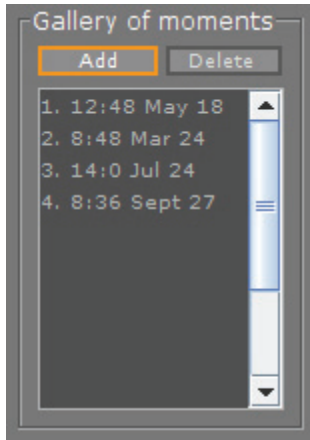 Gallery of moments
Add Delete
1. 12:48 May 18
2. 8:48 Mar 24
3. 14:0 Jul 24
4. 8:36 Sept 27